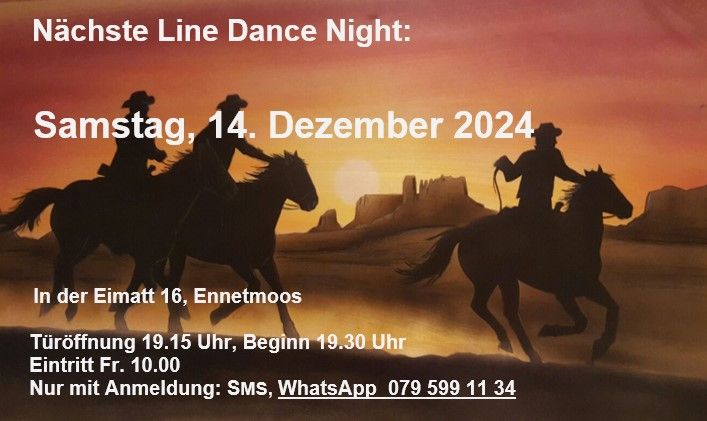 Nächste Line Dance Night:
Samstag, 14. Dezember 2024
In der Eimatt 16, Ennetmoos
Türöffnung 19.15 Uhr, Beginn 19.30 Uhr
Eintritt Fr. 10.00
Nur mit Anmeldung: SMS, WhatsApp 079 599 11 34